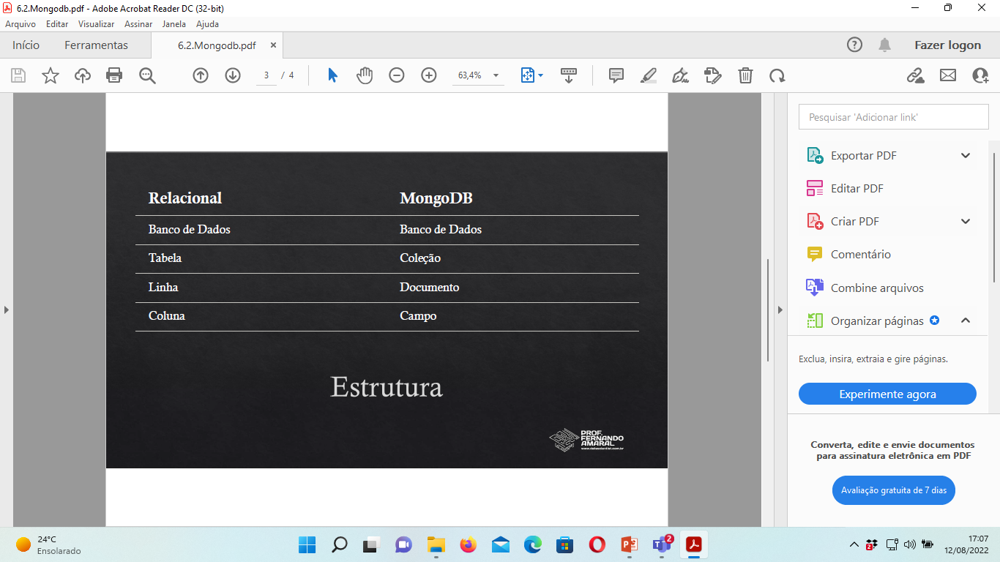 6.2.Mongodb.pdf - Adobe Acrobat Reader DC (32-bit)
Arquivo Editar Visualizar Assinar Janela Ajuda
Início Ferramentas 6.2.Mongodb.pdf Fazer logon
3 / 4 63,4%
Relacional MongoDB
Banco de Dados Banco de Dados
Tabela Coleção
Linha Documento
Coluna Campo
Estrutura
PROF.
FERNANDO
AMARAL
www.datascientist.com.br
Pesquisar 'Adicionar link'
Exportar PDF
Editar PDF
Criar PDF
Comentário
Combine arquivos
Organizar páginas
Exclua, insira, extraia e gire páginas.
Experimente agora
Converta, edite e envie documentos
para assinatura eletrônica em PDF
Avaliação gratuita de 7 dias
24°C
Ensolarado
2
2
17:07
12/08/2022